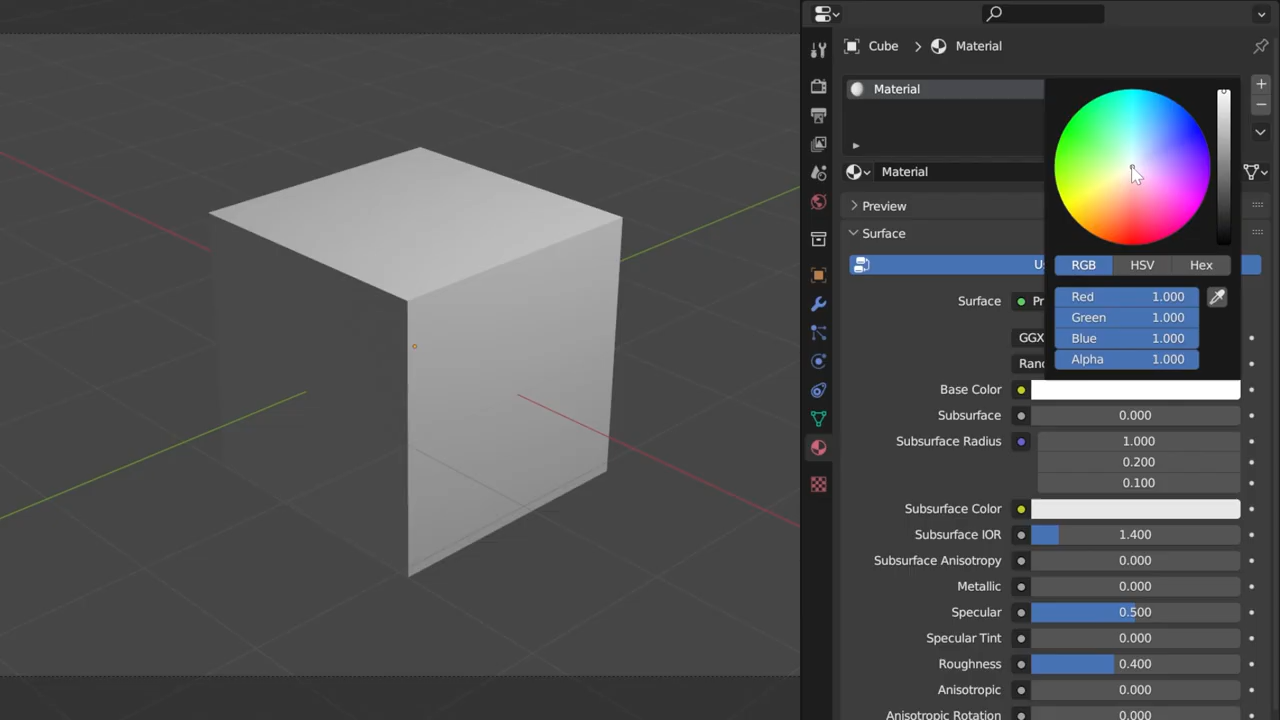 Cube > Material
Material
Material
Preview
Surface
U
RGB HSV Hex
Red 1.000
Green 1.000
Blue 1.000
Alpha 1.000
Surface Pr
GGX
Ran
Base Color
Subsurface 0.000
Subsurface Radius 1.000
0.200
0.100
Subsurface Color
Subsurface IOR 1.400
Subsurface Anisotropy 0.000
Metallic 0.000
Specular 0.500
Specular Tint 0.000
Roughness 0.400
Anisotropic 0.000
Anisotropic Rotation 0.000